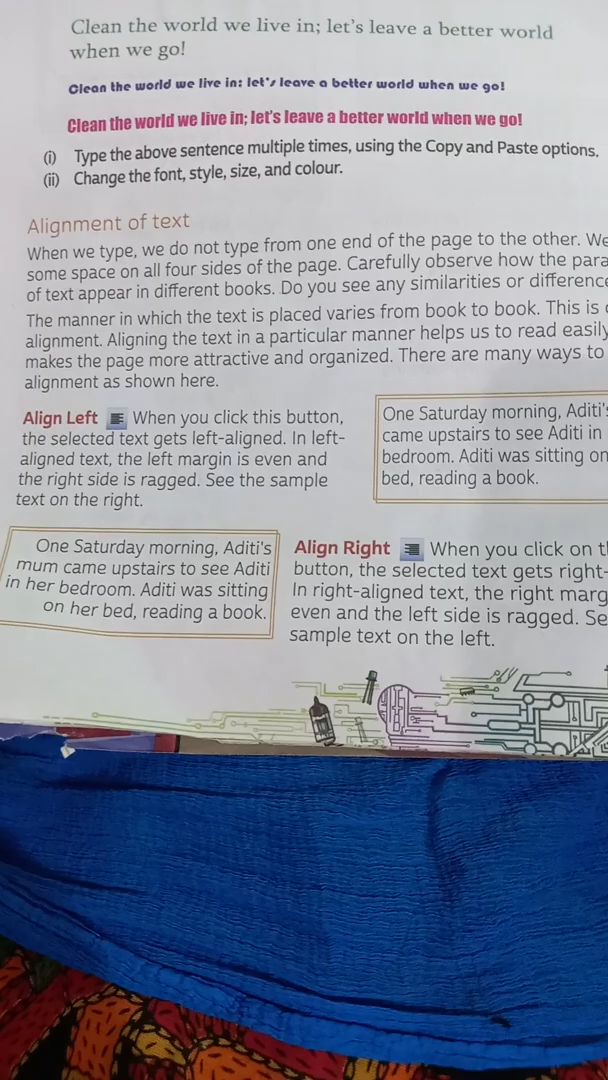 Clean the world we live in; let's leave a better world
when we go!
Clean the world we live in: let's leave a better world when we go!
Clean the world we live in; let's leave a better world when we go!
(i) Type the above sentence multiple times, using the Copy and Paste options.
(ii) Change the font, style, size, and colour.
Alignment of text
When we type, we do not type from one end of the page to the other. We
some space on all four sides of the page. Carefully observe how the para
of text appear in different books. Do you see any similarities or difference
The manner in which the text is placed varies from book to book. This is
alignment. Aligning the text in a particular manner helps us to read easily
makes the page more attractive and organized. There are many ways to
alignment as shown here.
Align Left When you click this button,
the selected text gets left-aligned. In left-
aligned text, the left margin is even and
the right side is ragged. See the sample
text on the right.
One Saturday morning, Aditi's
came upstairs to see Aditi in
bedroom. Aditi was sitting on
bed, reading a book.
One Saturday morning, Aditi's
mum came upstairs to see Aditi
in her bedroom. Aditi was sitting
on her bed, reading a book.
Align Right When you click on
button, the selected text gets right-
In right-aligned text, the right marg
even and the left side is ragged. Se
sample text on the left.